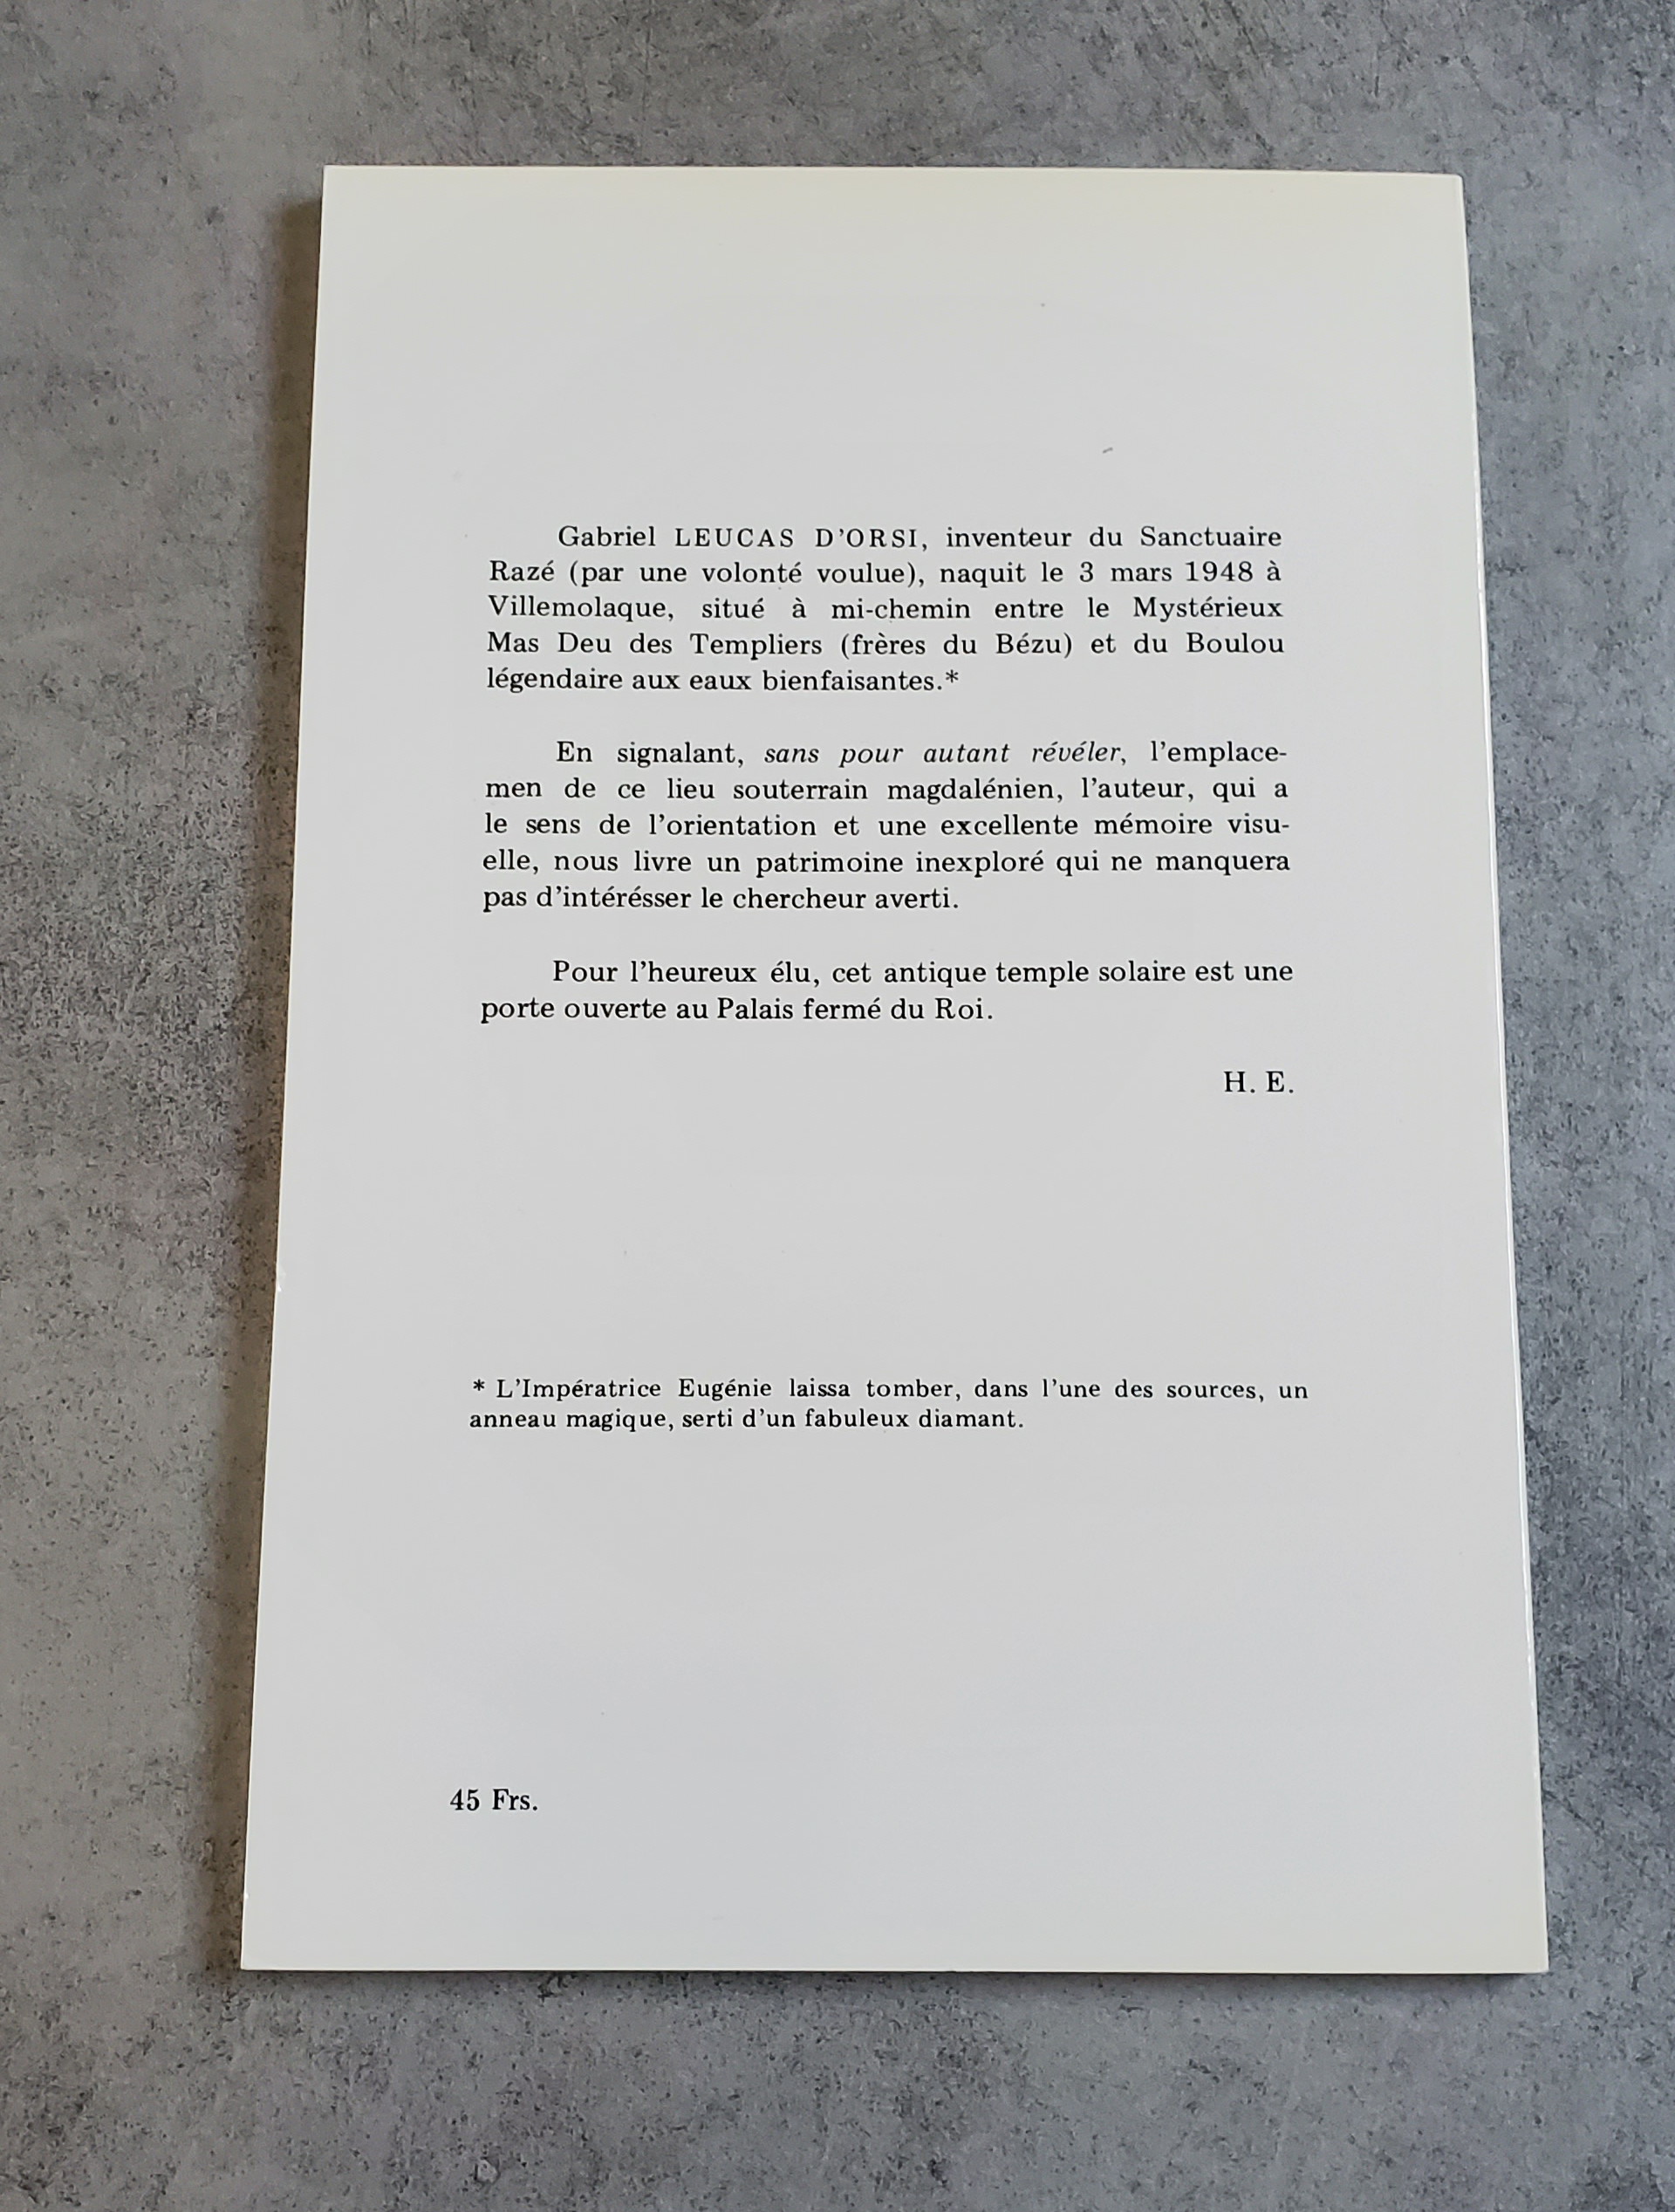 Gabriel LEUCAS D'ORSI, inventeur du Sanctuaire
Razé (par une volonté voulue), naquit le 3 mars 1948 à
Villemolaque, situé à mi-chemin entre le Mystérieux
Mas Deu des Templiers (frères du Bézu) et du Boulou
légendaire aux eaux bienfaisantes.*
En signalant, sans pour autant révéler, l'emplace-
men de ce lieu souterrain magdalénien, l'auteur, qui a
le sens de l'orientation et une excellente mémoire visu-
elle, nous livre un patrimoine inexploré qui ne manquera
pas d'intérésser le chercheur averti.
Pour l'heureux élu, cet antique temple solaire est une
porte ouverte au Palais fermé du Roi.
H. E.
* L'Impératrice Eugénie laissa tomber, dans l'une des sources, un
anneau magique, serti d'un fabuleux diamant.
45 Frs.